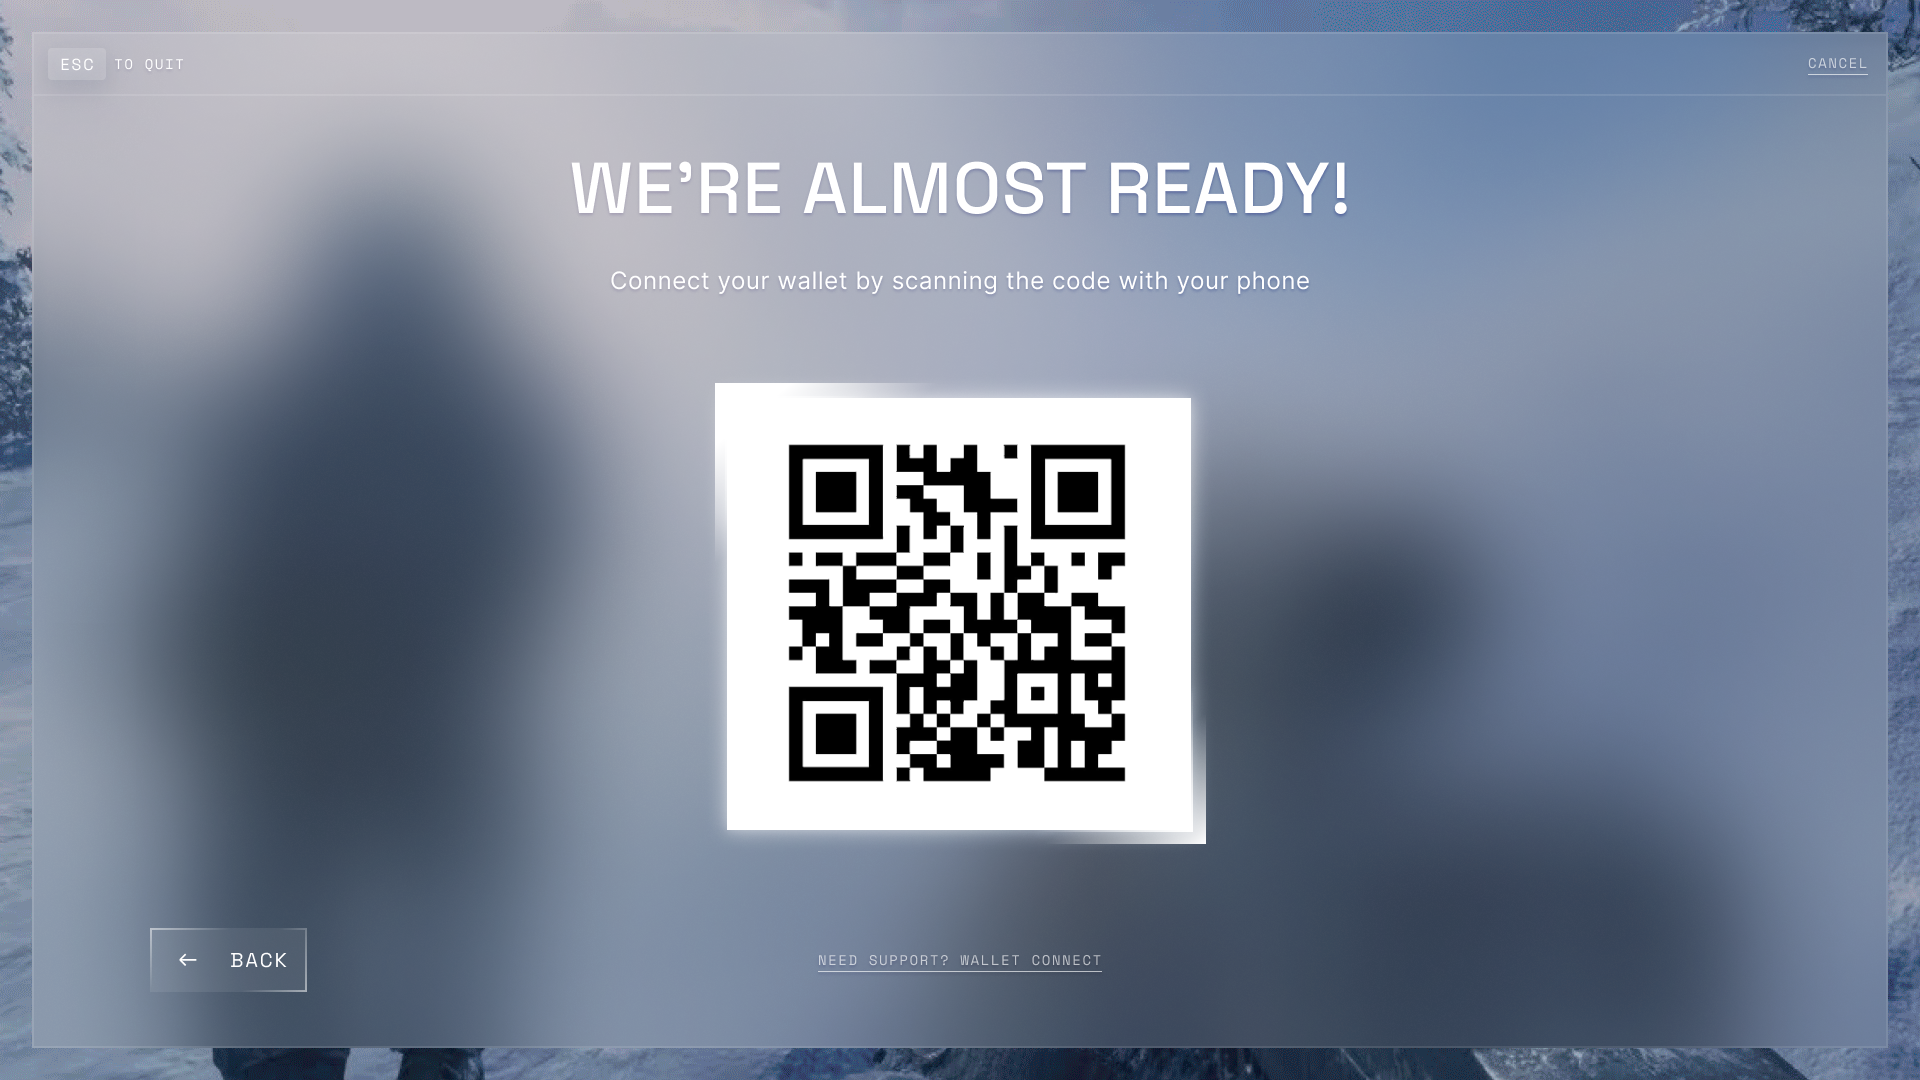 ESC TO QUIT
CANCEL
WE’RE ALMOST READY!
Connect your wallet by scanning the code with your phone
← BACK
NEED SUPPORT? WALLET CONNECT